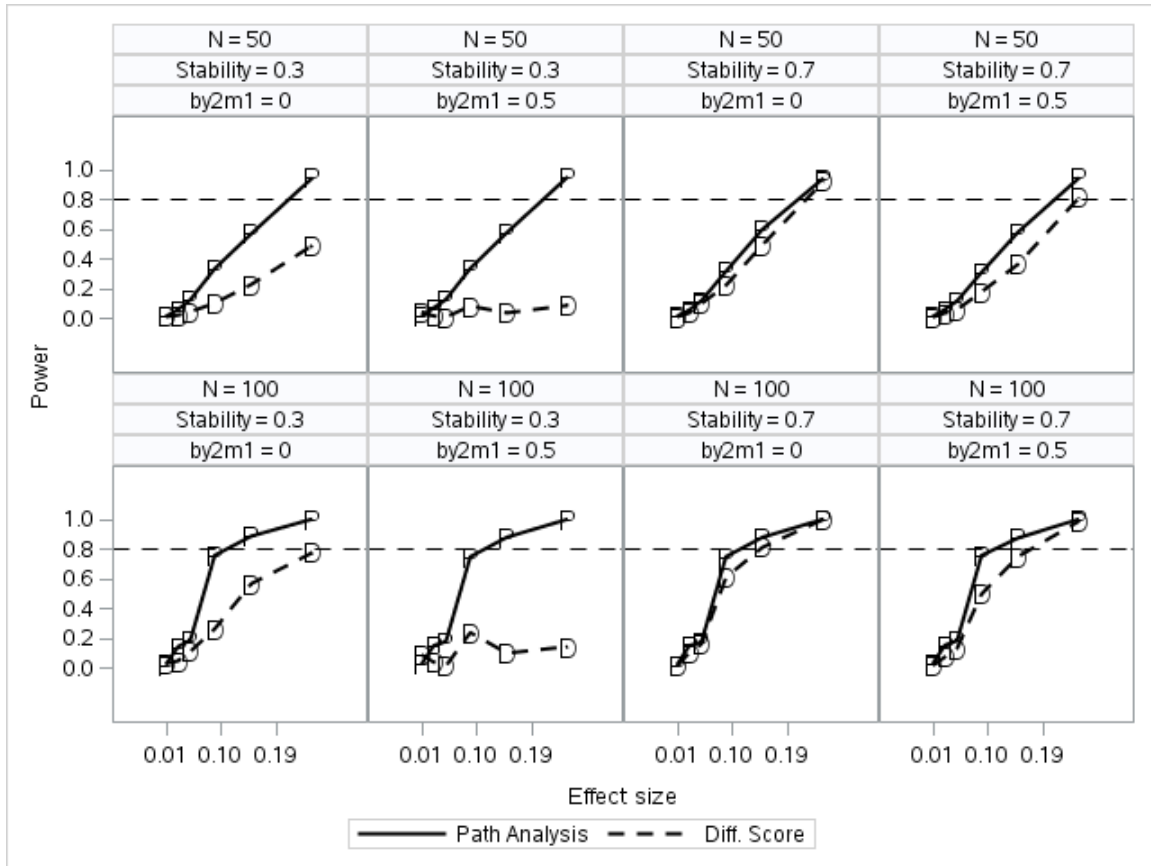 N = 50 N = 50 N = 50 N = 50
Stability = 0.3 Stability = 0.3 Stability = 0.7 Stability = 0.7
by2m1 = 0 by2m1 = 0.5 by2m1 = 0 by2m1 = 0.5
1.0
0.8
0.6
0.4
0.2
0.0
Power
N = 100 N = 100 N = 100 N = 100
Stability = 0.3 Stability = 0.3 Stability = 0.7 Stability = 0.7
by2m1 = 0 by2m1 = 0.5 by2m1 = 0 by2m1 = 0.5
1.0
0.8
0.6
0.4
0.2
0.0
0.01 0.10 0.19 0.01 0.10 0.19 0.01 0.10 0.19 0.01 0.10 0.19
Effect size
Path Analysis Diff. Score